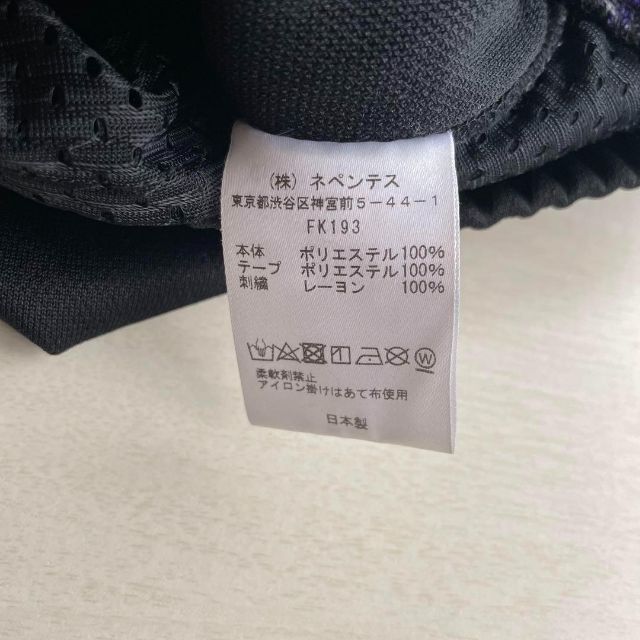 (株) ネペンテス
東京都渋谷区神宮前5-44-1
FK193
本体 ポリエステル100%
テープ ポリエステル100%
刺繍 レーヨン 100%
柔軟剤禁止
アイロン掛けはあて布使用
日本製